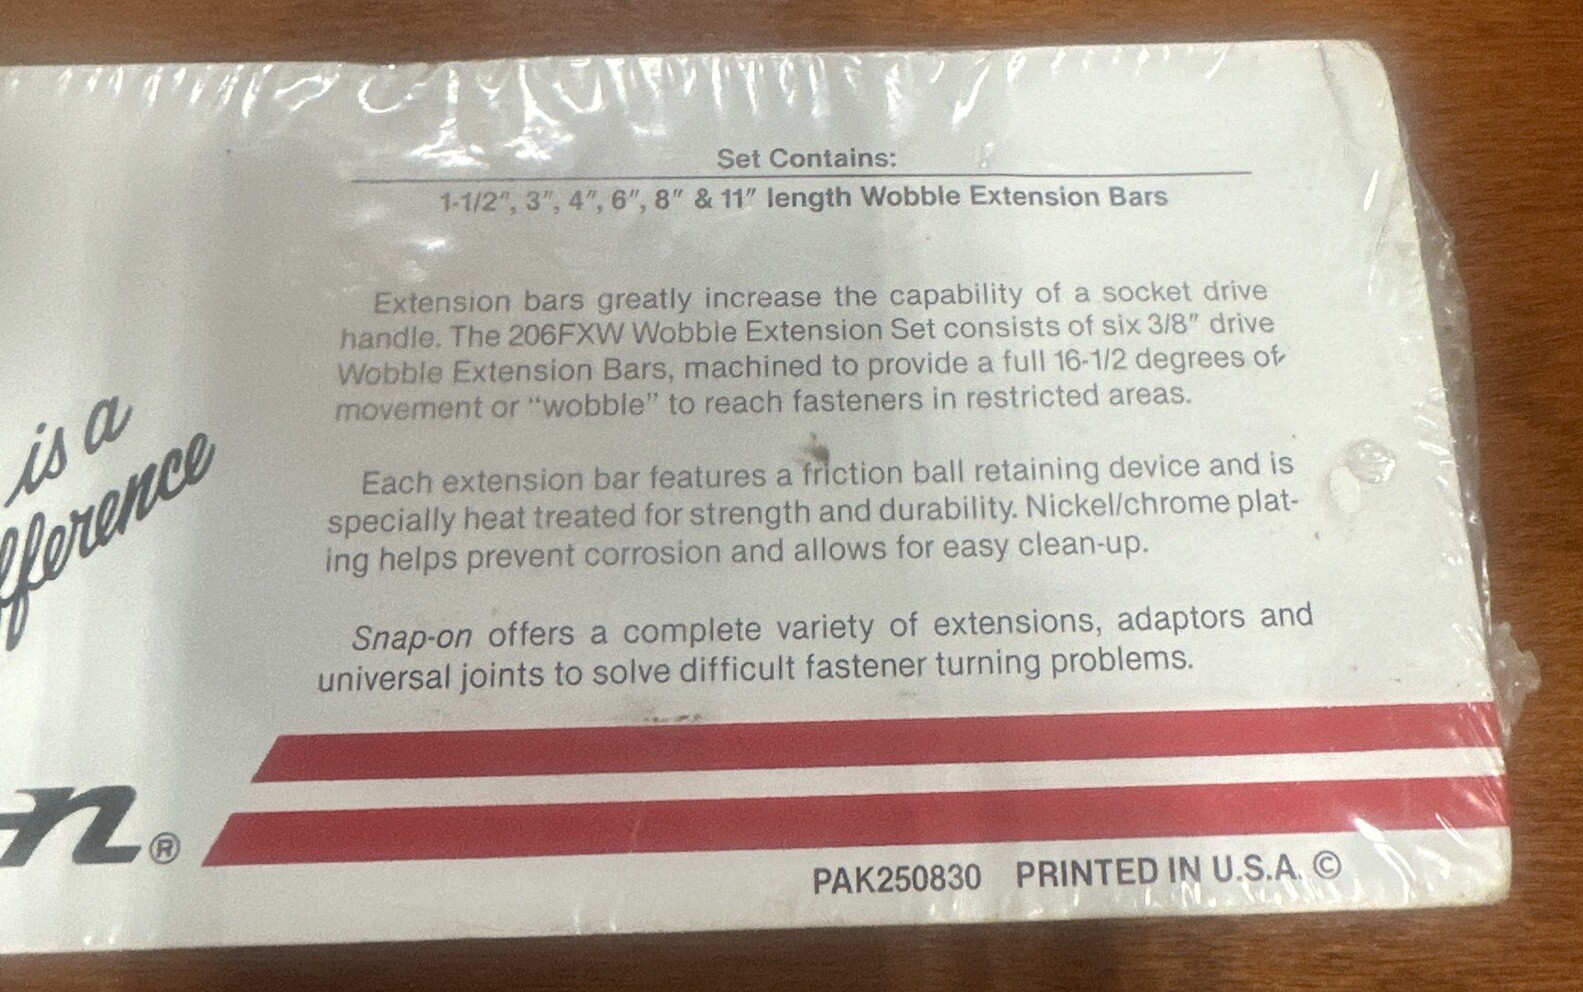 Set Contains:
1-1/2", 3", 4", 6", 8" & 11" length Wobble Extension Bars
Extension bars greatly increase the capability of a socket drive
handle. The 206FXW Wobble Extension Set consists of six 3/8" drive
Wobble Extension Bars, machined to provide a full 16-1/2 degrees of
movement or “wobble” to reach fasteners in restricted areas.
Each extension bar features a friction ball retaining device and is
specially heat treated for strength and durability. Nickel/chrome plat-
ing helps prevent corrosion and allows for easy clean-up.
Snap-on offers a complete variety of extensions, adaptors and
universal joints to solve difficult fastener turning problems.
is a
fference
n®
PAK250830 PRINTED IN U.S.A. ©